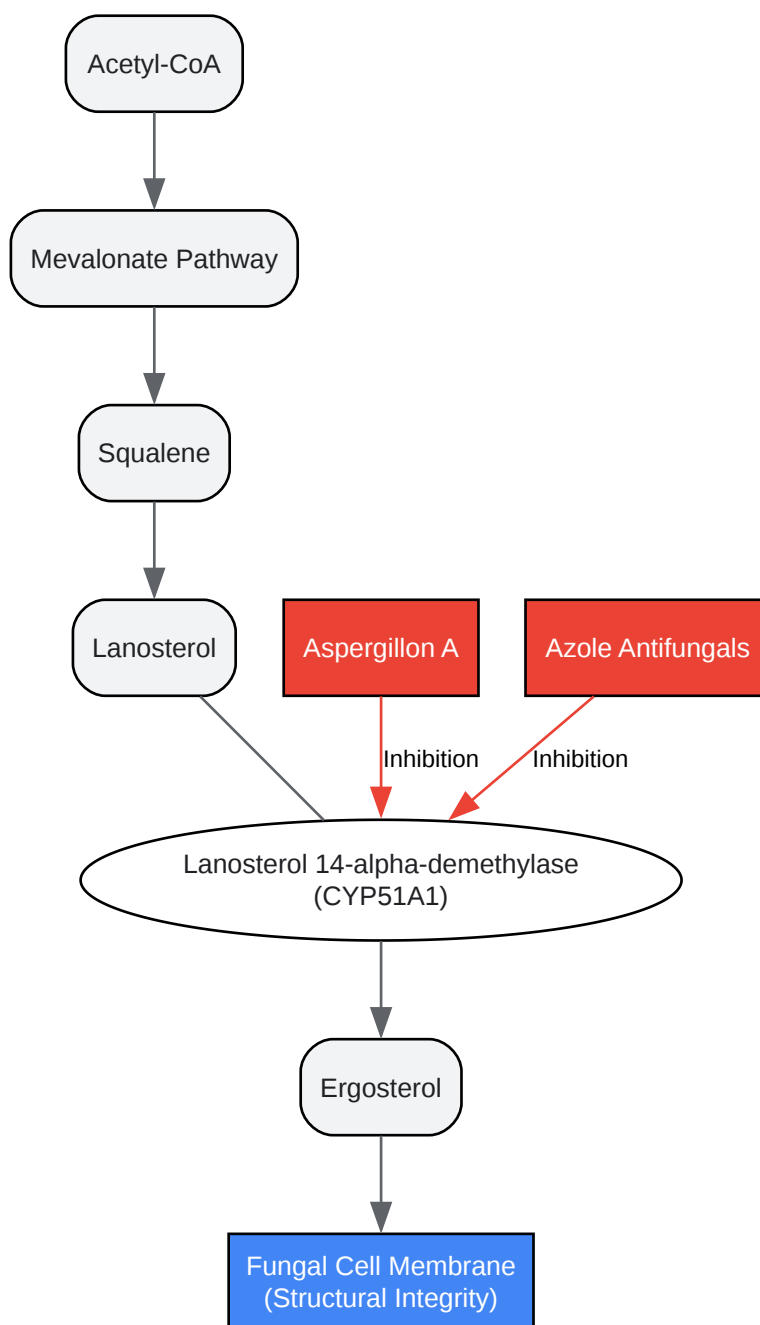 Acetyl-CoA
Mevalonate Pathway
Squalene
Lanosterol
Aspergillon A
Azole Antifungals
Inhibition
Inhibition
Lanosterol 14-alpha-demethylase
(CYP51A1)
Ergosterol
Fungal Cell Membrane
(Structural Integrity)